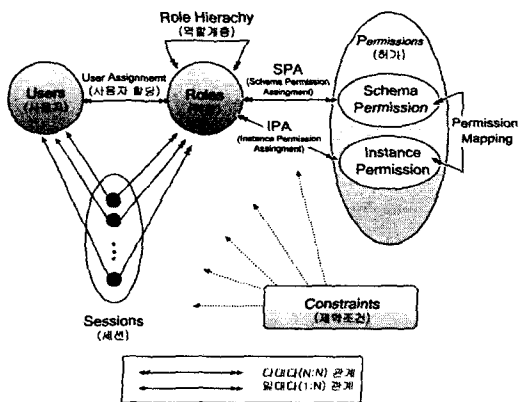 Role Hierachy
(역할계층)
Permissions
(허가)
Users
(사용자)
User Assignment
(사용자 할당)
Roles
SPA
(Schema Permission
Assingment)
Schema
Permission
IPA
(Instance Permission
Assingment)
Instance
Permission
Permission
Mapping
Constraints
(제약조건)
Sessions
(세션)
다대다(N:N) 관계
일대다(1:N) 관계